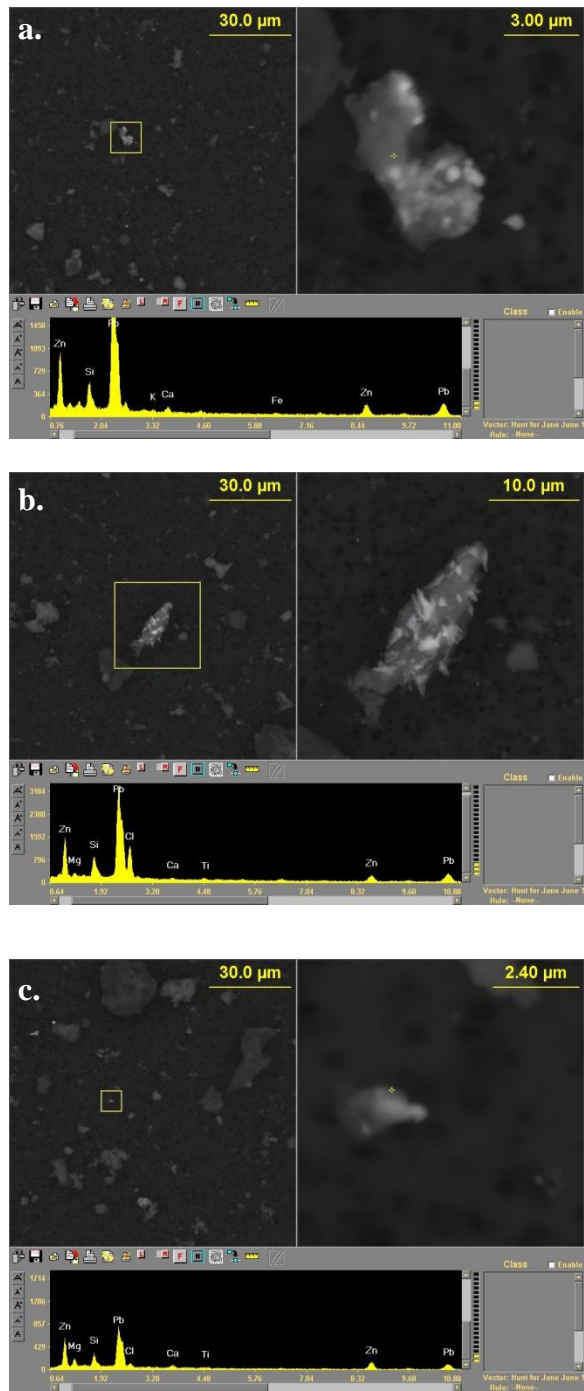 a.
30.0 µm
3.00 µm
Class
Enable
1458
1093
729
364
0
Zn
Si
Pb
K
Ca
Fe
Zn
Pb
0.76
2.04
3.32
4.60
5.88
7.16
8.44
9.72
11.00
Vector: Hunt for Jane June 1
Rule: --None--
b.
30.0 µm
10.0 µm
Class
Enable
3184
2388
1592
796
0
Zn
Mg
Si
Pb
Cl
Ca
Ti
Zn
Pb
0.64
1.92
3.20
4.48
5.76
7.04
8.32
9.60
10.88
Vector: Hunt for Jane June 1
Rule: --None--
c.
30.0 µm
2.40 µm
Class
Enable
1714
1286
857
429
0
Zn
Mg
Si
Pb
Cl
Ca
Ti
Zn
Pb
0.64
1.92
3.20
4.48
5.76
7.04
8.32
9.60
10.88
Vector: Hunt for Jane June 1
Rule: --None--